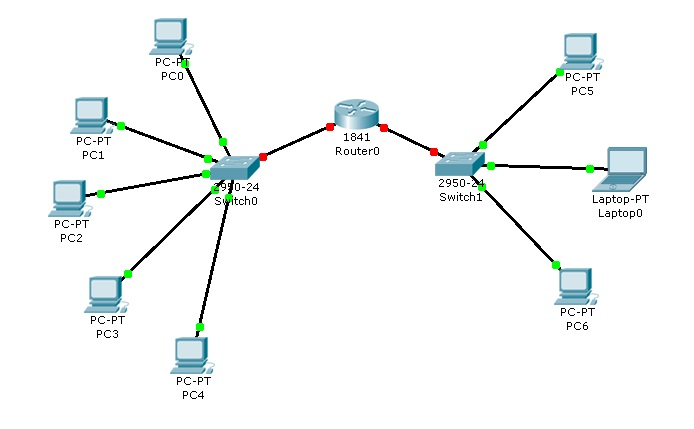 PC-PT
PC0
PC-PT
PC1
PC-PT
PC2
PC-PT
PC3
PC-PT
PC4
2950-24
Switch0
1841
Router0
2950-24
Switch1
PC-PT
PC5
Laptop-PT
Laptop0
PC-PT
PC6